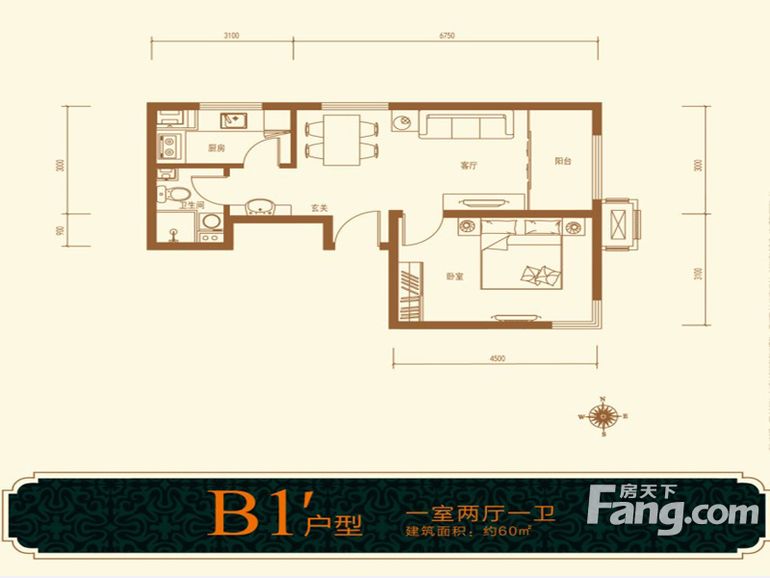 3100
6750
3000
900
3000
3100
厨房
卫生间
玄关
客厅
阳台
卧室
4500
N
W
E
S
B1′户型
一室两厅一卫
建筑面积：约60㎡
房天下
Fang.com